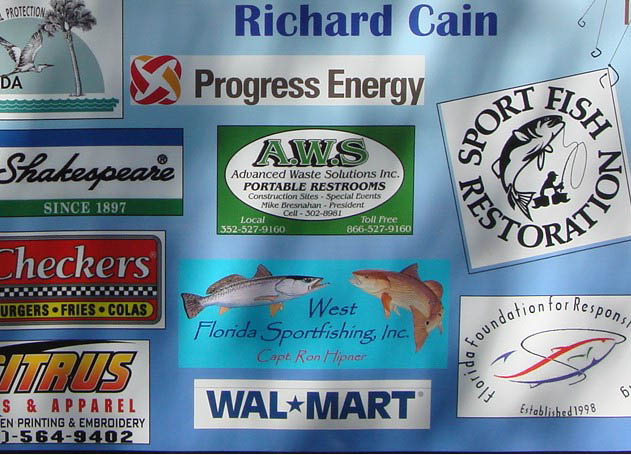 Richard Cain
L PROTECTION
DA
Progress Energy
SPORT FISH
RESTORATION
Shakespeare®
SINCE 1897
A.W.S
Advanced Waste Solutions Inc.
PORTABLE RESTROOMS
Construction Sites - Special Events
Mike Bresnahan - President
Cell - 302-8981
Local Toll Free
352-527-9160 866-527-9160
Checkers®
URGERS • FRIES • COLAS
West
Florida Sportfishing, Inc.
Capt. Ron Hipner
Florida Foundation for Respons
Established 1998
ITRUS
S & APPAREL
EN PRINTING & EMBROIDERY
)-564-9402
WAL★MART®